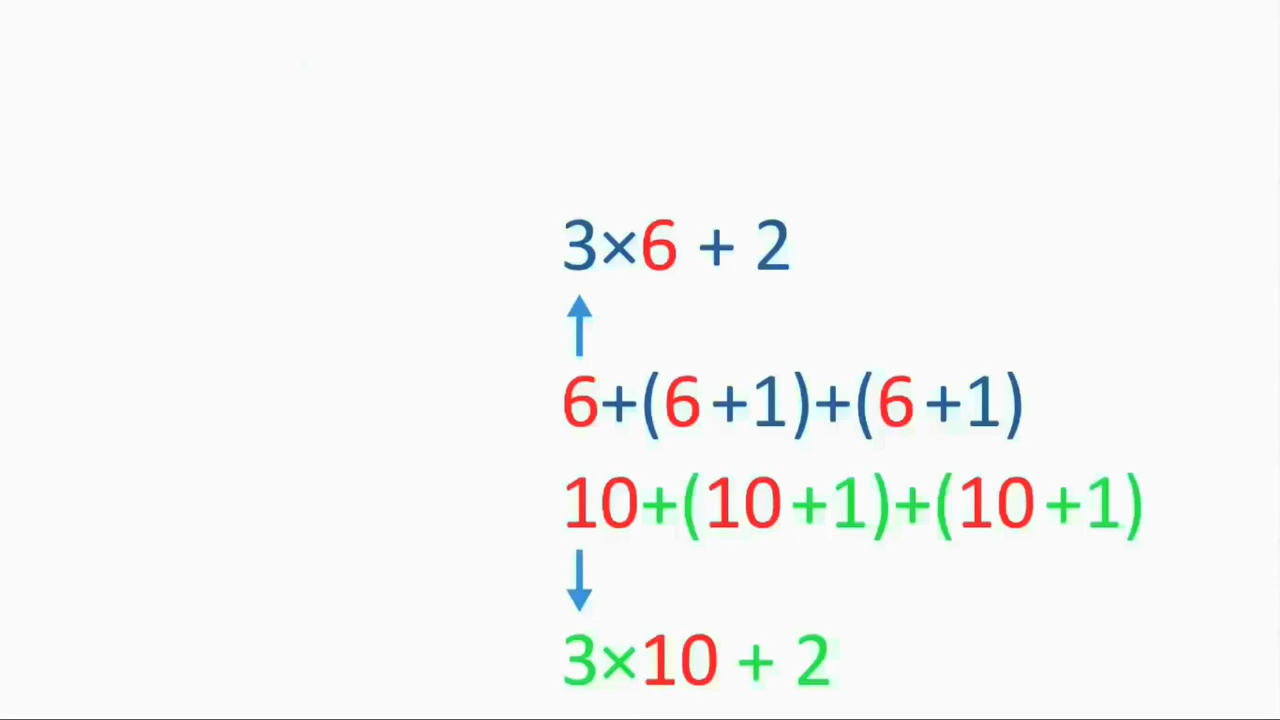 3×6 + 2
6+(6+1)+(6+1)
10+(10+1)+(10+1)
3×10 + 2